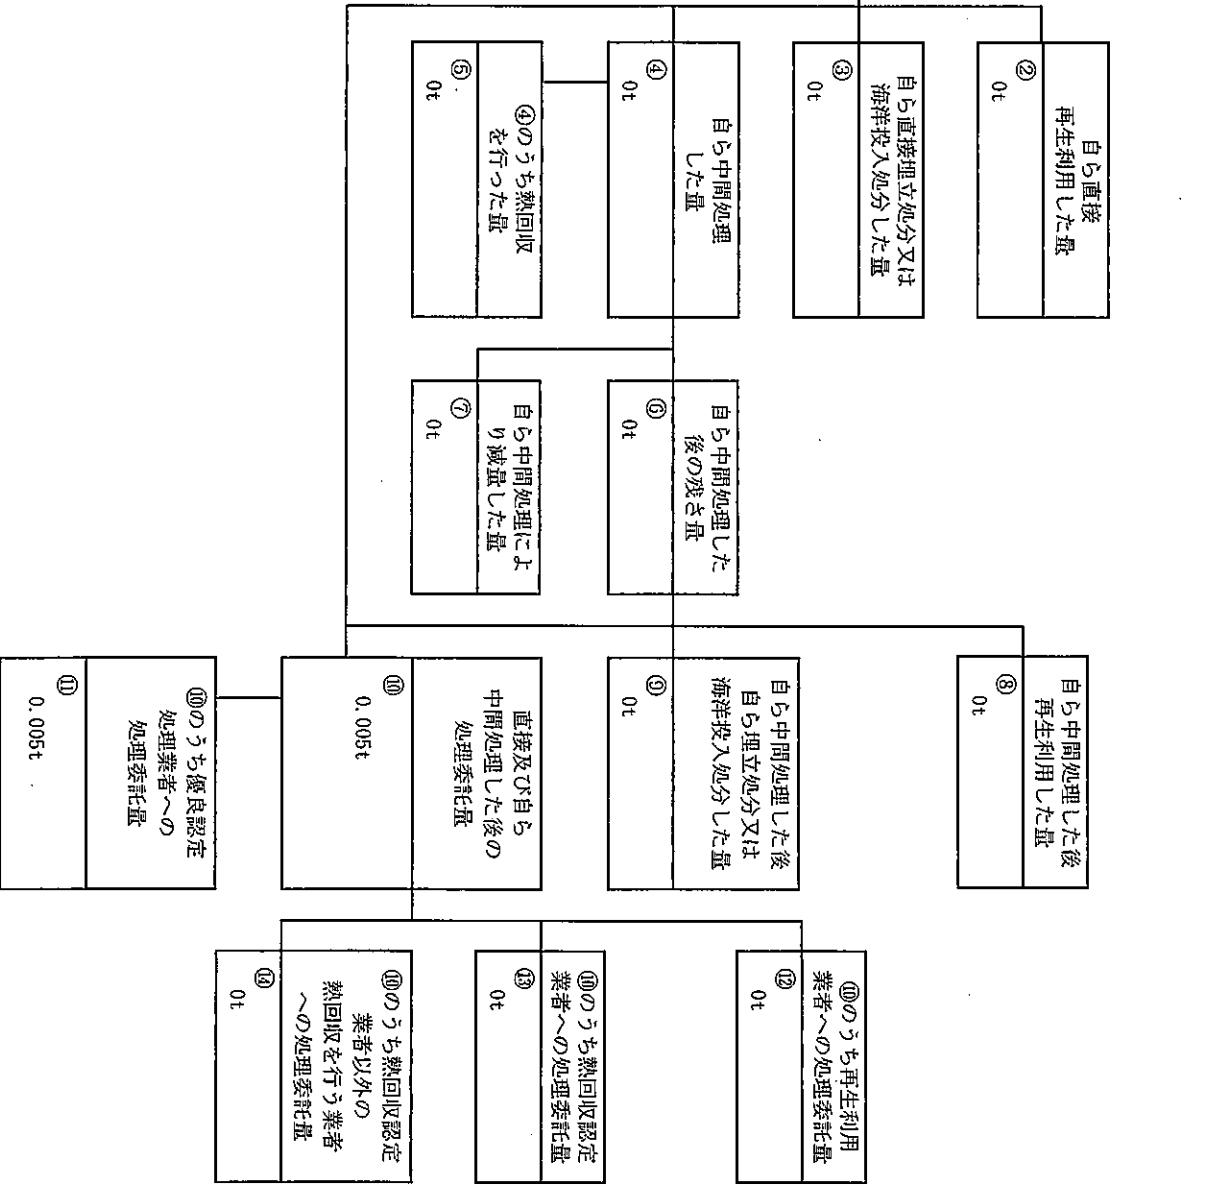 自ら直接
再生利用した量
②
0t
自ら直接埋立処分又は
海洋投入処分した量
③
0t
自ら中間処理
した量
④
0t
④のうち熱回収
を行った量
⑤
0t
自ら中間処理した
後の残さ量
⑥
0t
自ら中間処理によ
り減量した量
⑦
0t
自ら中間処理した後
再生利用した量
⑧
0t
自ら中間処理した後
自ら埋立処分又は
海洋投入処分した量
⑨
0t
直接及び自ら
中間処理した後の
処理委託量
⑩
0.005t
⑩のうち優良認定
処理業者への
処理委託量
⑪
0.005t
⑩のうち再生利用
業者への処理委託量
⑫
0t
⑩のうち熱回収認定
業者への処理委託量
⑬
0t
⑩のうち熱回収認定
業者以外の
熱回収を行う業者
への処理委託量
⑭
0t